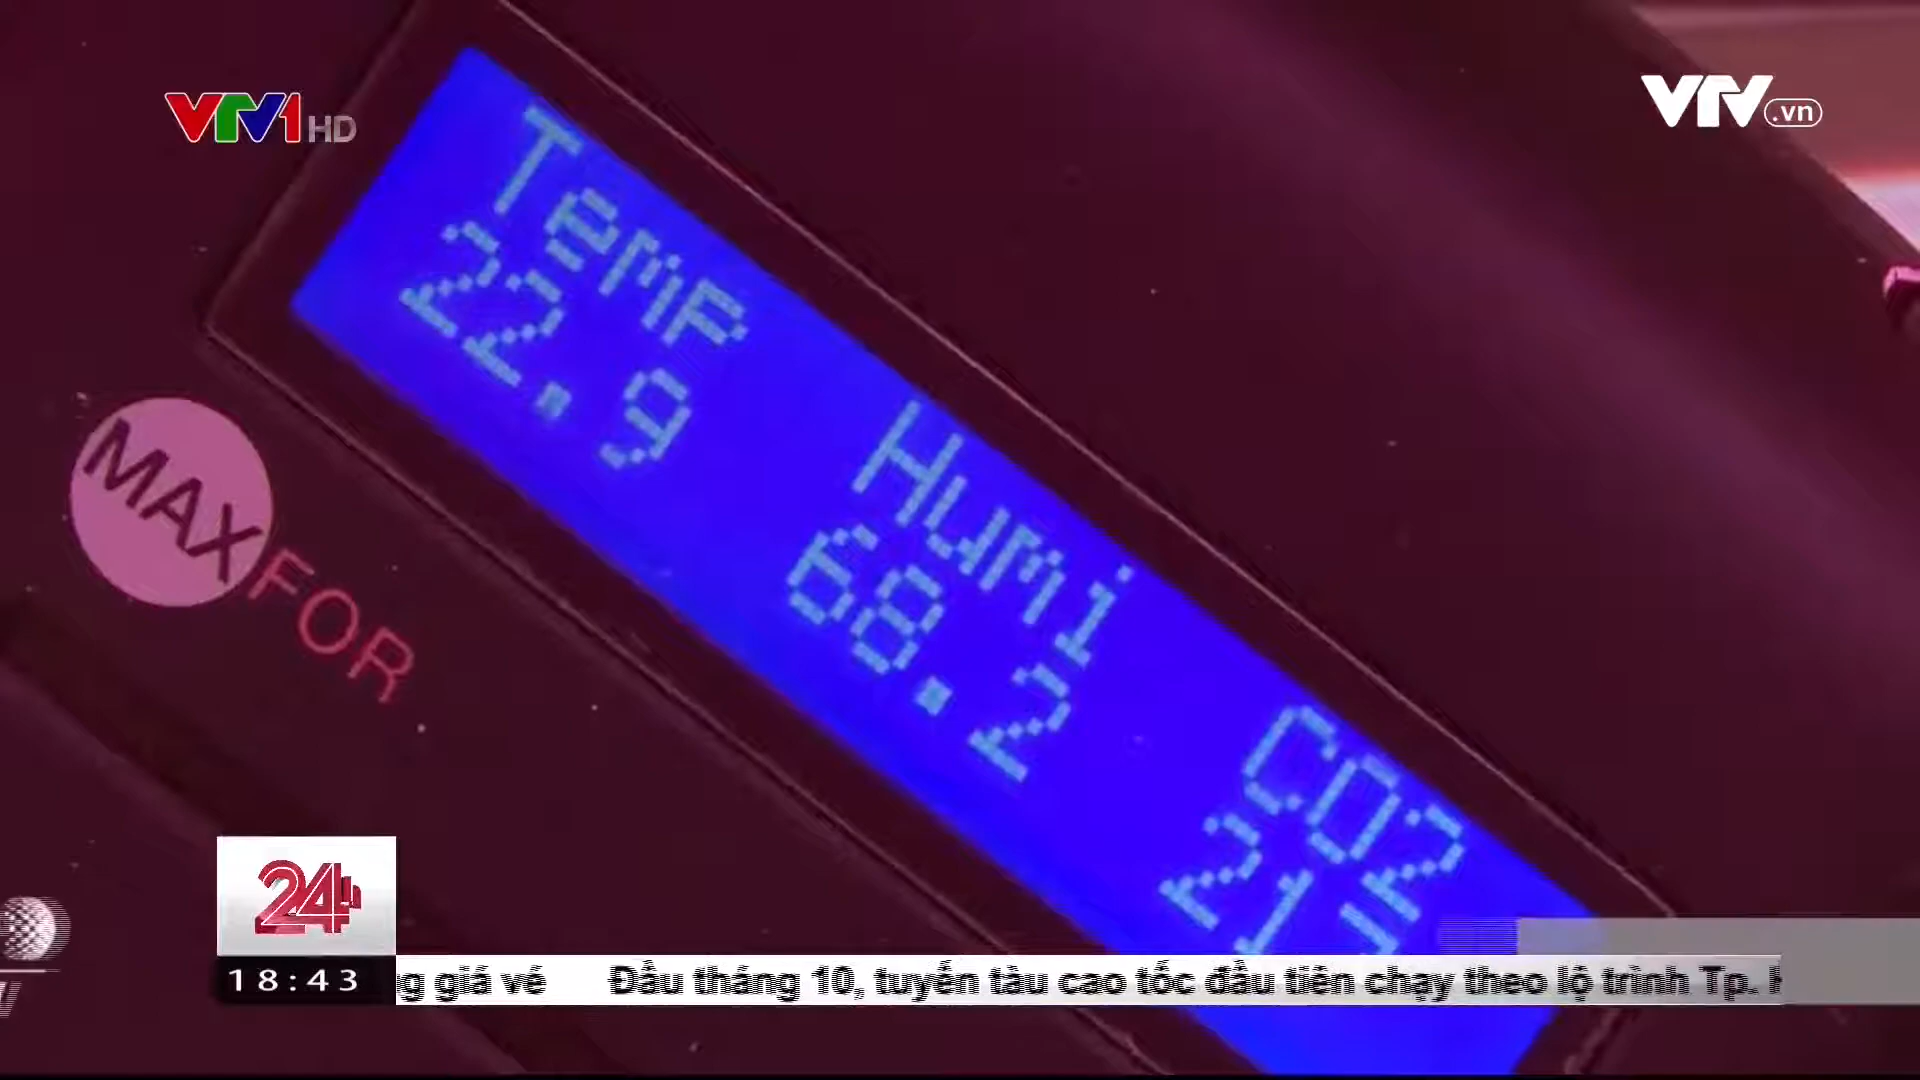 VTV1 HD
VTV.vn
Temp Humi CO2
22.9 68.2
MAX FOR
24h
18:43
giá vé Đầu tháng 10, tuyến tàu cao tốc đầu tiên chạy theo lộ trình Tp.